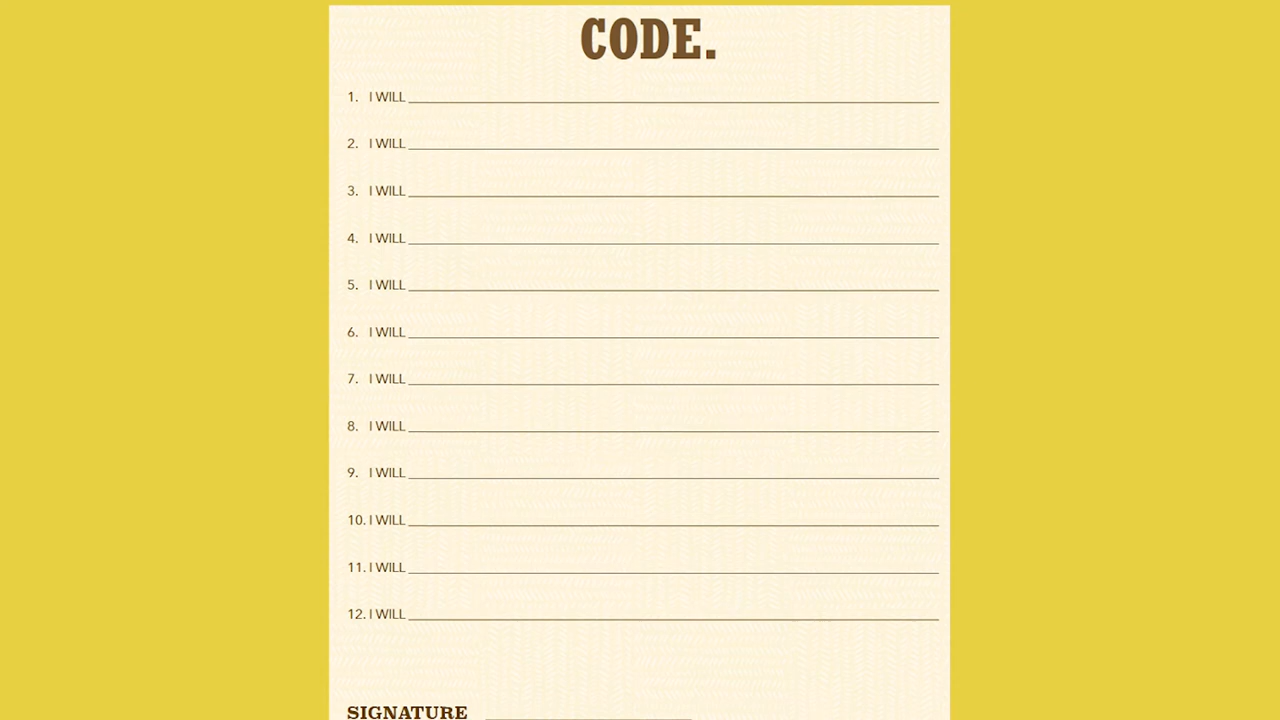 CODE.
1. I WILL
2. I WILL
3. I WILL
4. I WILL
5. I WILL
6. I WILL
7. I WILL
8. I WILL
9. I WILL
10. I WILL
11. I WILL
12. I WILL
SIGNATURE